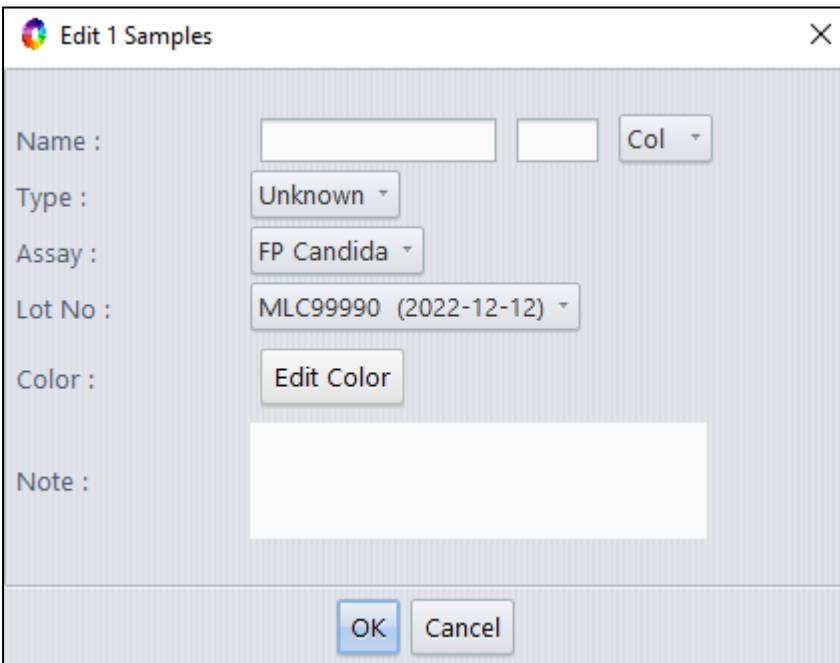 Edit 1 Samples
Name :
Col
Type :
Unknown
Assay :
FP Candida
Lot No :
MLC99990 (2022-12-12)
Color :
Edit Color
Note :
OK
Cancel